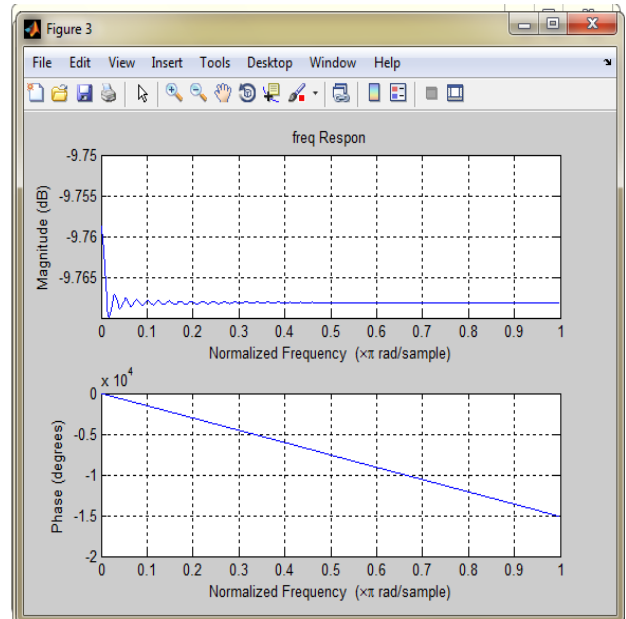 Figure 3
File Edit View Insert Tools Desktop Window Help
freq Respon
-9.75
-9.755
-9.76
-9.765
Magnitude (dB)
0 0.1 0.2 0.3 0.4 0.5 0.6 0.7 0.8 0.9 1
Normalized Frequency (×π rad/sample)
x 10^4
0
-0.5
-1
-1.5
-2
Phase (degrees)
0 0.1 0.2 0.3 0.4 0.5 0.6 0.7 0.8 0.9 1
Normalized Frequency (×π rad/sample)